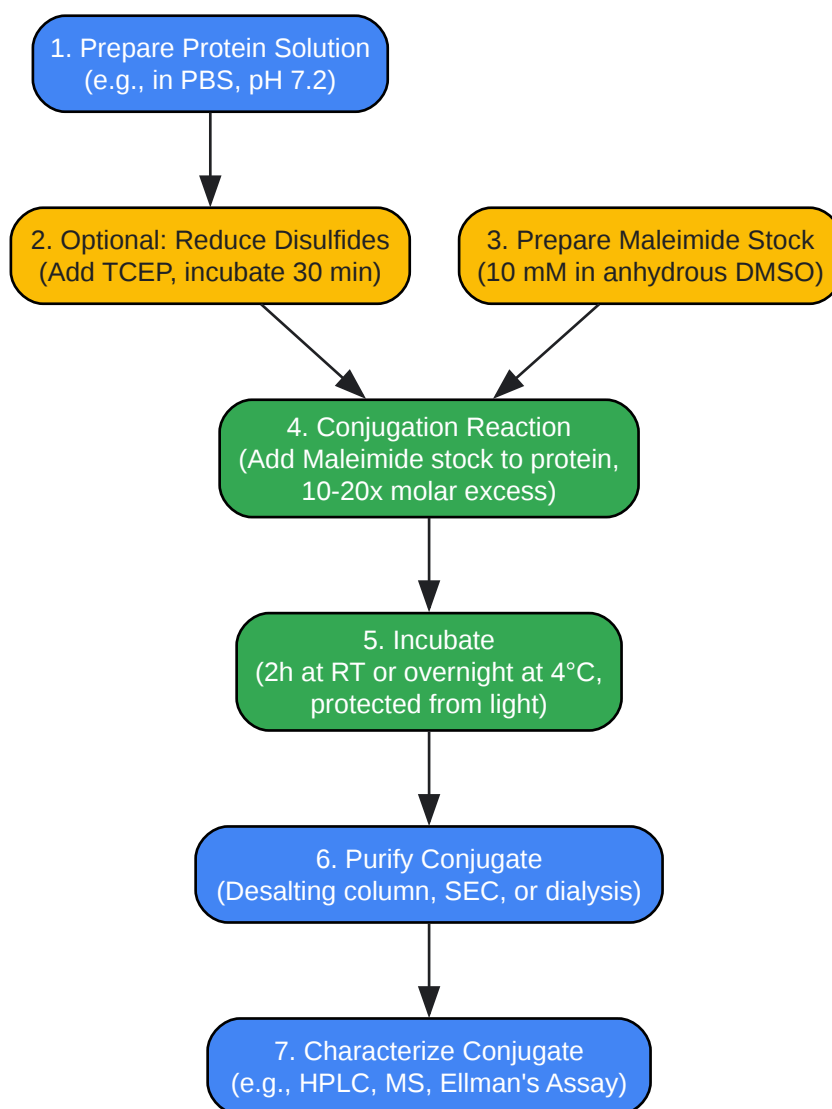 1. Prepare Protein Solution
(e.g., in PBS, pH 7.2)
2. Optional: Reduce Disulfides
(Add TCEP, incubate 30 min)
3. Prepare Maleimide Stock
(10 mM in anhydrous DMSO)
4. Conjugation Reaction
(Add Maleimide stock to protein,
10-20x molar excess)
5. Incubate
(2h at RT or overnight at 4°C,
protected from light)
6. Purify Conjugate
(Desalting column, SEC, or dialysis)
7. Characterize Conjugate
(e.g., HPLC, MS, Ellman's Assay)